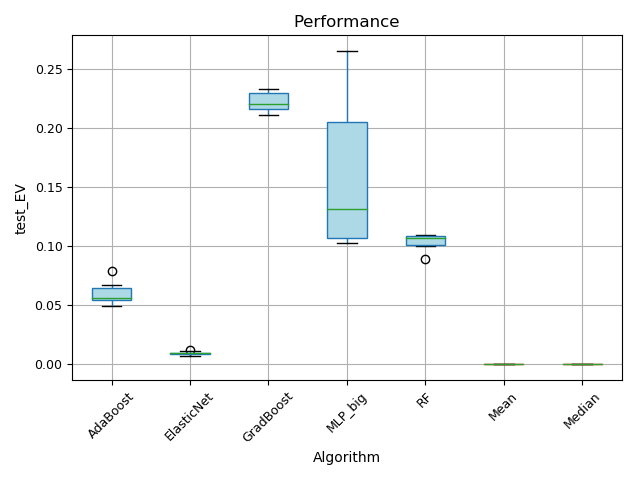 Performance
test_EV
0.25
0.20
0.15
0.10
0.05
0.00
AdaBoost
ElasticNet
GradBoost
MLP_big
RF
Mean
Median
Algorithm